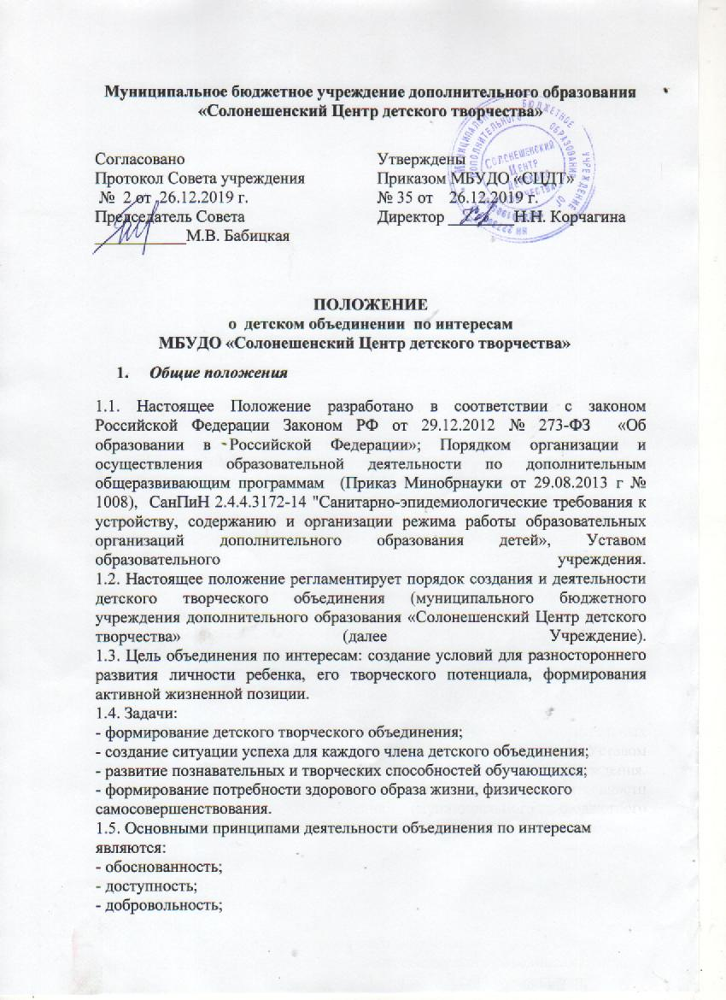 Муниципальное бюджетное учреждение дополнительного образования
«Солонешенский Центр детского творчества»
Согласовано
Протокол Совета учреждения
№ 2 от 26.12.2019 г.
Председатель Совета
___________М.В. Бабицкая
Утверждены
Приказом МБУДО «СЦДТ»
№ 35 от 26.12.2019 г.
Директор ________Н.Н. Корчагина
БЮДЖЕТНОЕ УЧРЕЖДЕНИЕ
ДОПОЛНИТЕЛЬНОГО ОБРАЗОВАНИЯ
СОЛОНЕШЕНСКИЙ
ЦЕНТР
ДЕТСКОГО
ТВОРЧЕСТВА
ПОЛОЖЕНИЕ
о детском объединении по интересам
МБУДО «Солонешенский Центр детского творчества»
1. Общие положения
1.1. Настоящее Положение разработано в соответствии с законом
Российской Федерации Законом РФ от 29.12.2012 № 273-ФЗ «Об
образовании в Российской Федерации»; Порядком организации и
осуществления образовательной деятельности по дополнительным
общеразвивающим программам (Приказ Минобрнауки от 29.08.2013 г №
1008), СанПиН 2.4.4.3172-14 "Санитарно-эпидемиологические требования к
устройству, содержанию и организации режима работы образовательных
организаций дополнительного образования детей», Уставом
образовательного учреждения.
1.2. Настоящее положение регламентирует порядок создания и деятельности
детского творческого объединения (муниципального бюджетного
учреждения дополнительного образования «Солонешенский Центр детского
творчества» (далее Учреждение).
1.3. Цель объединения по интересам: создание условий для разностороннего
развития личности ребенка, его творческого потенциала, формирования
активной жизненной позиции.
1.4. Задачи:
- формирование детского творческого объединения;
- создание ситуации успеха для каждого члена детского объединения;
- развитие познавательных и творческих способностей обучающихся;
- формирование потребности здорового образа жизни, физического
самосовершенствования.
1.5. Основными принципами деятельности объединения по интересам
являются:
- обоснованность;
- доступность;
- добровольность;